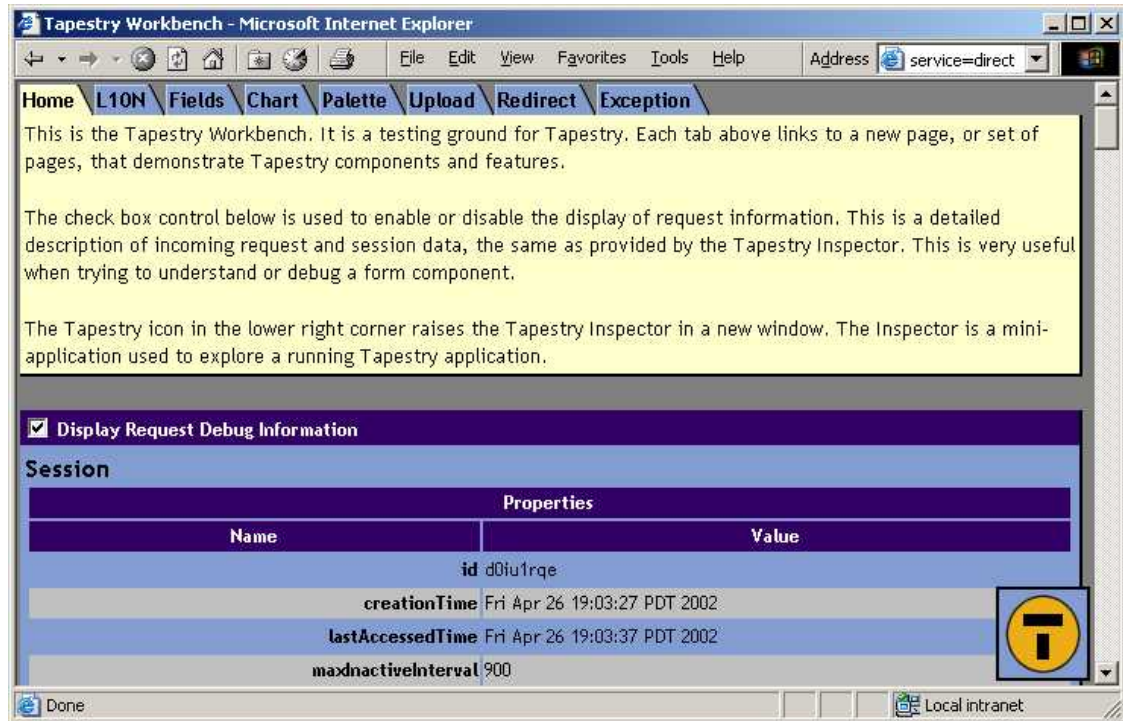 Tapestry Workbench - Microsoft Internet Explorer
File Edit View Favorites Tools Help Address service=direct
Home L10N Fields Chart Palette Upload Redirect Exception
This is the Tapestry Workbench. It is a testing ground for Tapestry. Each tab above links to a new page, or set of
pages, that demonstrate Tapestry components and features.
The check box control below is used to enable or disable the display of request information. This is a detailed
description of incoming request and session data, the same as provided by the Tapestry Inspector. This is very useful
when trying to understand or debug a form component.
The Tapestry icon in the lower right corner raises the Tapestry Inspector in a new window. The Inspector is a mini-
application used to explore a running Tapestry application.
Display Request Debug Information
Session
Properties
Name Value
id d0iu1rqe
creationTime Fri Apr 26 19:03:27 PDT 2002
lastAccessedTime Fri Apr 26 19:03:37 PDT 2002
maxInactiveInterval 900
T
Done Local intranet